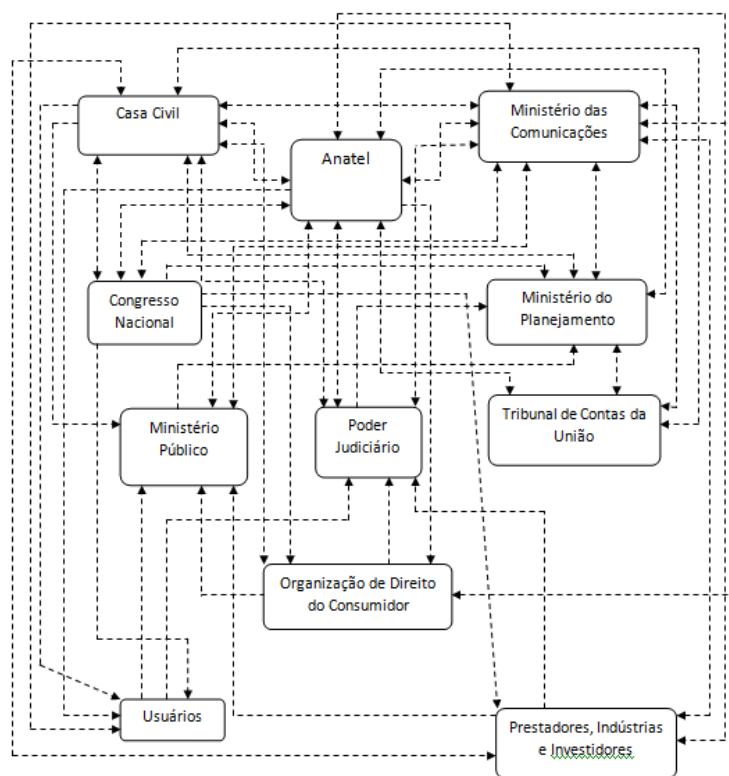 Casa Civil
Ministério das
Comunicações
Anatel
Congresso
Nacional
Ministério do
Planejamento
Ministério
Público
Poder
Judiciário
Tribunal de Contas da
União
Organização de Direito
do Consumidor
Usuários
Prestadores, Indústrias
e Investidores